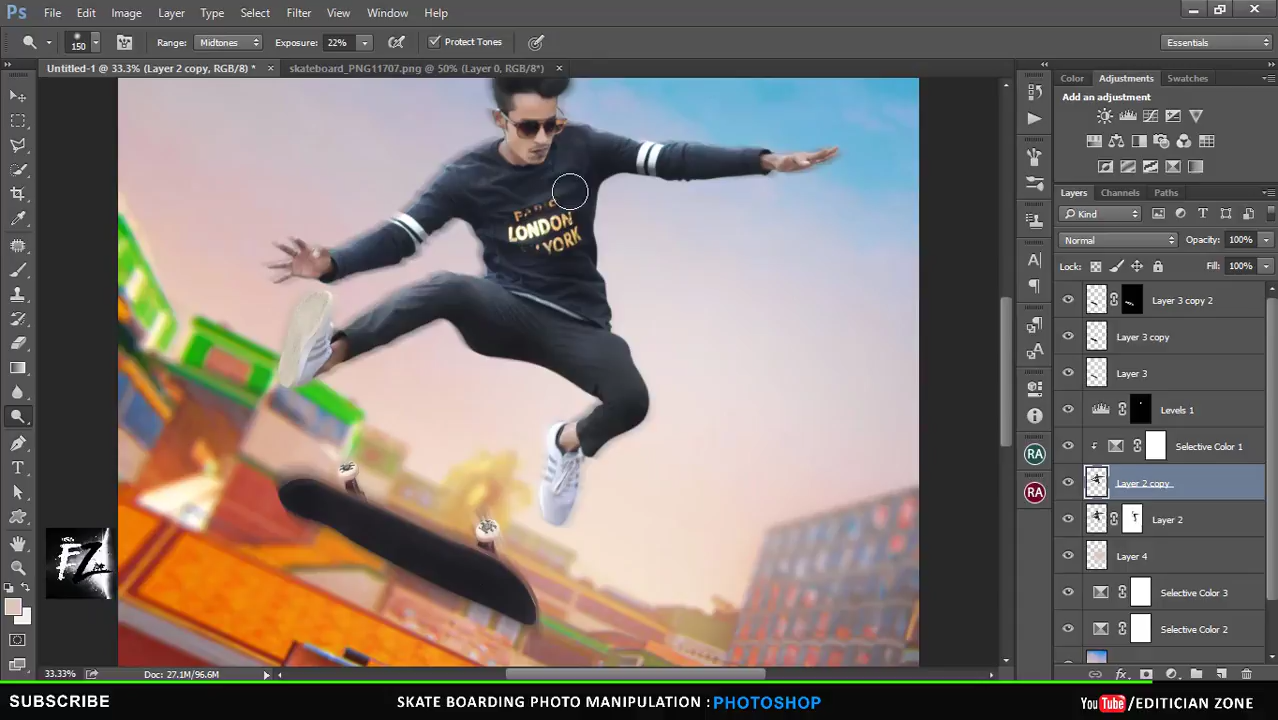 Ps File Edit Image Layer Type Select Filter 3D View Window Help
150 Range: Midtones Exposure: 22% Protect Tones Essentials
Untitled-1 @ 33.3% (Layer 2 copy, RGB/8) * × skateboard_PNG11707.png @ 50% (Layer 0, RGB/8*) ×
Color Adjustments Swatches
Add an adjustment
Layers Channels Paths
Kind
Normal Opacity: 100%
Lock: Fill: 100%
Layer 3 copy 2
Layer 3 copy
Layer 3
Levels 1
Selective Color 1
Layer 2 copy
Layer 2
Layer 4
Selective Color 3
Selective Color 2
LONDON
YORK
RA
RA
FZ
33.33% Doc: 27.1M/96.6M
SUBSCRIBE SKATE BOARDING PHOTO MANIPULATION : PHOTOSHOP YouTube /EDITICIAN ZONE